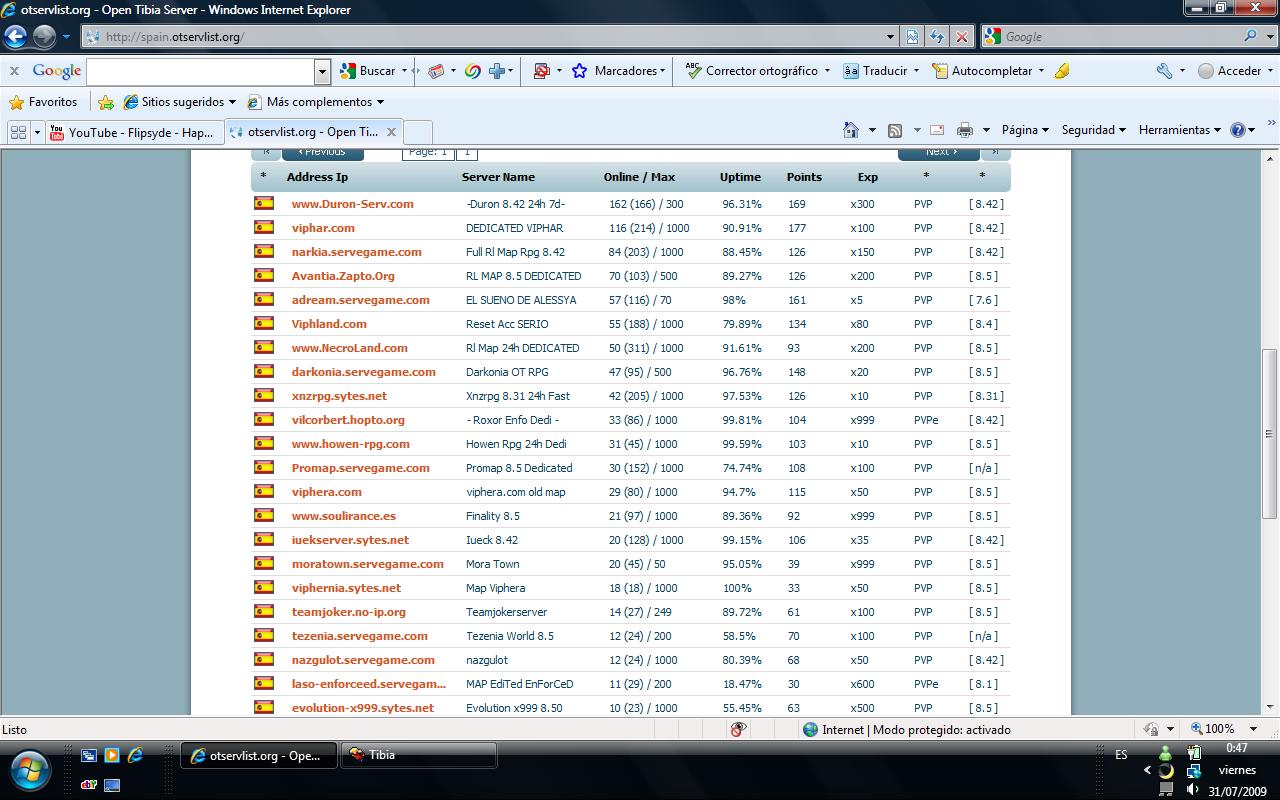 otservlist.org - Open Tibia Server - Windows Internet Explorer
http://spain.otservlist.org/ Google
x Google Buscar Marcadores ABC Corrector ortográfico Traducir Autocompletar Acceder
Favoritos Sitios sugeridos Más complementos
YouTube - Flipsyde - Hap... otservlist.org - Open Ti... x Página Seguridad Herramientas
< Previous Page: 1 1 Next >
* Address Ip Server Name Online / Max Uptime Points Exp * *
www.Duron-Serv.com -Duron 8.42 24h 7d- 162 (166) / 300 96.31% 169 x300 PVP [ 8.42 ]
viphar.com DEDICATED VIPHAR 116 (214) / 1000 90.91% 177 x100 PVP [ 8.42 ]
narkia.servegame.com Full Rl Map Rpg 8.42 84 (203) / 1000 88.45% 126 x150 PVP [ 8.42 ]
Avantia.Zapto.Org RL MAP 8.5 DEDICATED 70 (103) / 500 89.27% 126 x200 PVP [ 8.5 ]
adream.servegame.com EL SUENO DE ALESSYA 57 (116) / 70 98% 161 x5 PVP [ 7.6 ]
Viphland.com Reset Acc SERIO 55 (188) / 1000 79.89% 134 x80 PVP [ 8.4 ]
www.NecroLand.com Rl Map 24h DEDICATED 50 (311) / 1000 91.61% 93 x200 PVP [ 8.5 ]
darkonia.servegame.com Darkonia OT RPG 47 (95) / 500 96.76% 148 x20 PVP [ 8.5 ]
xnzrpg.sytes.net Xnzrpg 8.31 24h Fast 42 (205) / 1000 97.53% 126 x10 PVP [ 8.31 ]
vilcorbert.hopto.org - Roxor Enfo Dedi - 33 (86) / 1000 99.81% 104 x999 PVPe [ 8.42 ]
www.howen-rpg.com Howen Rpg 24h Dedi 31 (45) / 1000 99.59% 103 x10 PVP [ 8.5 ]
Promap.servegame.com Promap 8.5 Dedicated 30 (152) / 1000 74.74% 108 x100 PVP [ n/a ]
viphera.com viphera.com old map 29 (80) / 1000 94.7% 115 x50 PVP [ 8.5 ]
www.soulirance.es Finality 8.5 21 (97) / 1000 89.36% 92 x999 PVP [ 8.5 ]
iuekserver.sytes.net Iueck 8.42 20 (128) / 1000 99.15% 106 x35 PVP [ 8.42 ]
moratown.servegame.com Mora Town 20 (45) / 50 95.05% 39 x999 PVP [ 8.5 ]
viphernia.sytes.net Map Viphera 18 (18) / 1000 100% 33 x50 PVP [ 8.5 ]
teamjoker.no-ip.org Teamjokerserver 14 (27) / 249 89.72% 61 x100 PVP [ 8.5 ]
tezenia.servegame.com Tezenia World 8.5 12 (24) / 200 58.5% 70 x100 PVP [ n/a ]
nazgulot.servegame.com nazgulot 12 (24) / 1000 80.39% 68 x50 PVP [ 8.42 ]
laso-enforceed.servegam... MAP EdiTed EnForCeD 11 (29) / 200 18.47% 30 x600 PVPe [ 8.1 ]
evolution-x999.sytes.net Evolution x999 8.50 10 (23) / 1000 55.45% 63 x500 PVP [ 8.5 ]
Listo Internet | Modo protegido: activado 100%
otservlist.org - Ope... Tibia ES 0:47
viernes
31/07/2009